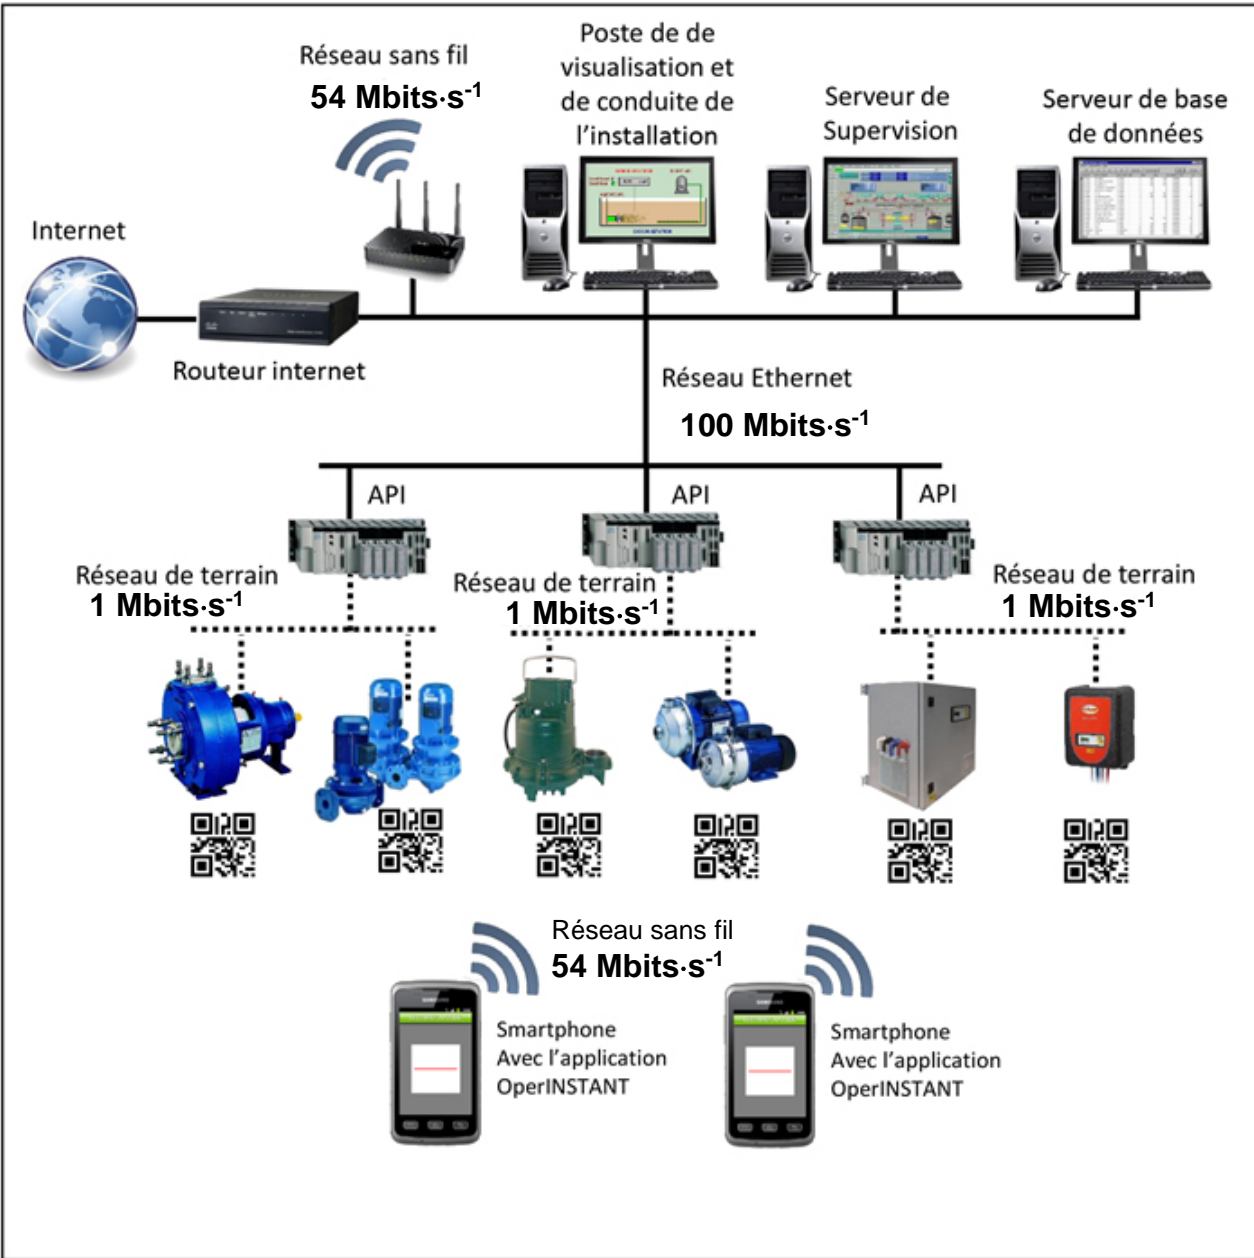 Réseau sans fil
54 Mbits·s-1
Poste de de
visualisation et
de conduite de
l'installation
Serveur de
Supervision
Serveur de base
de données
Internet
Routeur internet
Réseau Ethernet
100 Mbits·s-1
API
API
API
Réseau de terrain
1 Mbits·s-1
Réseau de terrain
1 Mbits·s-1
Réseau de terrain
1 Mbits·s-1
Réseau sans fil
54 Mbits·s-1
Smartphone
Avec l'application
OperINSTANT
Smartphone
Avec l'application
OperINSTANT